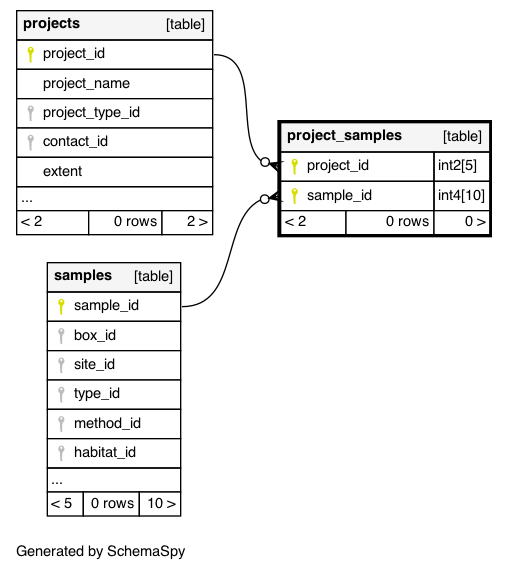 projects [table]
project_id
project_name
project_type_id
contact_id
extent
...
< 2 0 rows 2 >
project_samples [table]
project_id int2[5]
sample_id int4[10]
< 2 0 rows 0 >
samples [table]
sample_id
box_id
site_id
type_id
method_id
habitat_id
...
< 5 0 rows 10 >
Generated by SchemaSpy